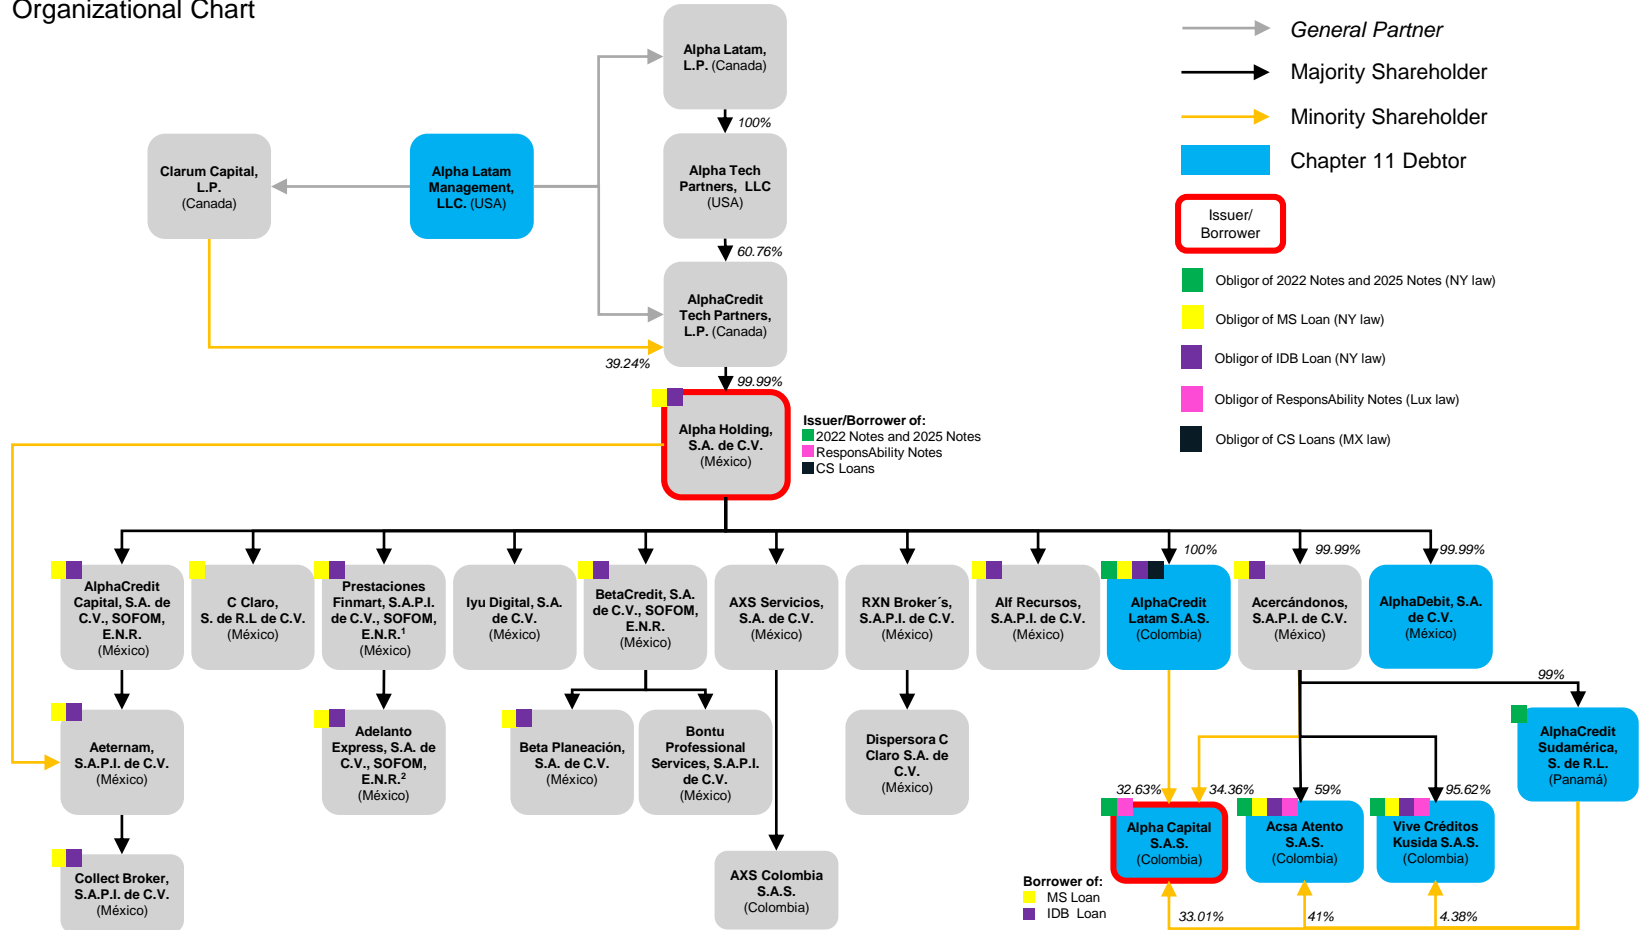 Organizational Chart
Alpha Latam,
L.P. (Canada)
100%
Clarum Capital,
L.P.
(Canada)
Alpha Latam
Management,
LLC. (USA)
Alpha Tech
Partners, LLC
(USA)
60.76%
AlphaCredit
Tech Partners,
L.P. (Canada)
39.24%
99.99%
Alpha Holding,
S.A. de C.V.
(México)
Issuer/Borrower of:
2022 Notes and 2025 Notes
ResponsAbility Notes
CS Loans
General Partner
Majority Shareholder
Minority Shareholder
Chapter 11 Debtor
Issuer/
Borrower
Obligor of 2022 Notes and 2025 Notes (NY law)
Obligor of MS Loan (NY law)
Obligor of IDB Loan (NY law)
Obligor of ResponsAbility Notes (Lux law)
Obligor of CS Loans (MX law)
100%
99.99%
99.99%
AlphaCredit
Capital, S.A. de
C.V., SOFOM,
E.N.R.
(México)
C Claro,
S. de R.L de C.V.
(México)
Prestaciones
Finmart, S.A.P.I.
de C.V., SOFOM,
E.N.R.1
(México)
Iyu Digital, S.A.
de C.V.
(México)
BetaCredit, S.A.
de C.V., SOFOM,
E.N.R.
(México)
AXS Servicios,
S.A. de C.V.
(México)
RXN Broker´s,
S.A.P.I. de C.V.
(México)
Alf Recursos,
S.A.P.I. de C.V.
(México)
AlphaCredit
Latam S.A.S.
(Colombia)
Acercándonos,
S.A.P.I. de C.V.
(México)
AlphaDebit, S.A.
de C.V.
(México)
99%
Aeternam,
S.A.P.I. de C.V.
(México)
Adelanto
Express, S.A. de
C.V., SOFOM,
E.N.R.2
(México)
Beta Planeación,
S.A. de C.V.
(México)
Bontu
Professional
Services, S.A.P.I.
de C.V.
(México)
Dispersora C
Claro S.A. de
C.V.
(México)
AlphaCredit
Sudamérica,
S. de R.L.
(Panamá)
32.63%
34.36%
59%
95.62%
Alpha Capital
S.A.S.
(Colombia)
Acsa Atento
S.A.S.
(Colombia)
Vive Créditos
Kusida S.A.S.
(Colombia)
Collect Broker,
S.A.P.I. de C.V.
(México)
AXS Colombia
S.A.S.
(Colombia)
Borrower of:
MS Loan
IDB Loan
33.01%
41%
4.38%